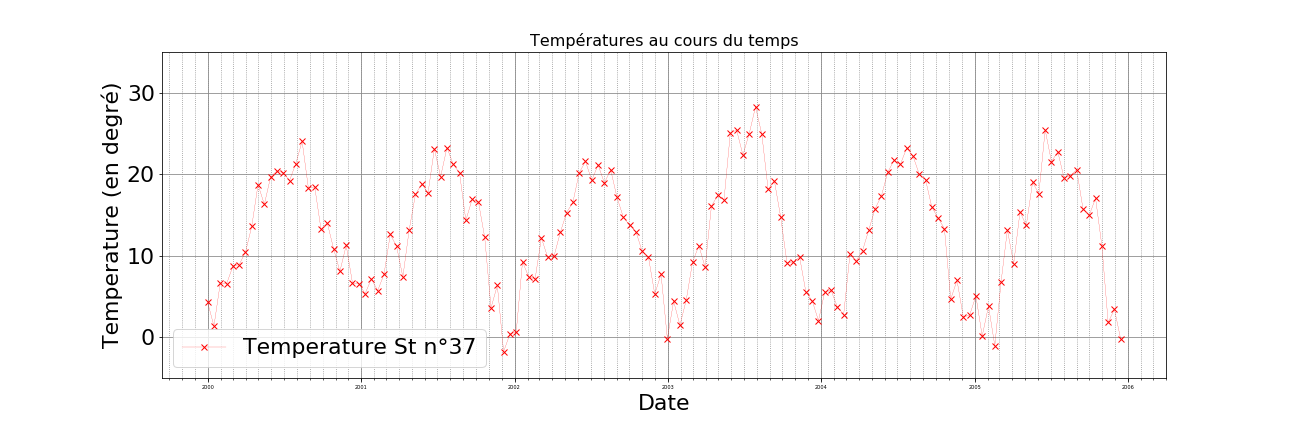 Températures au cours du temps
Temperature (en degré)
30
20
10
0
Temperature St n°37
2000 2001 2002 2003 2004 2005 2006
Date